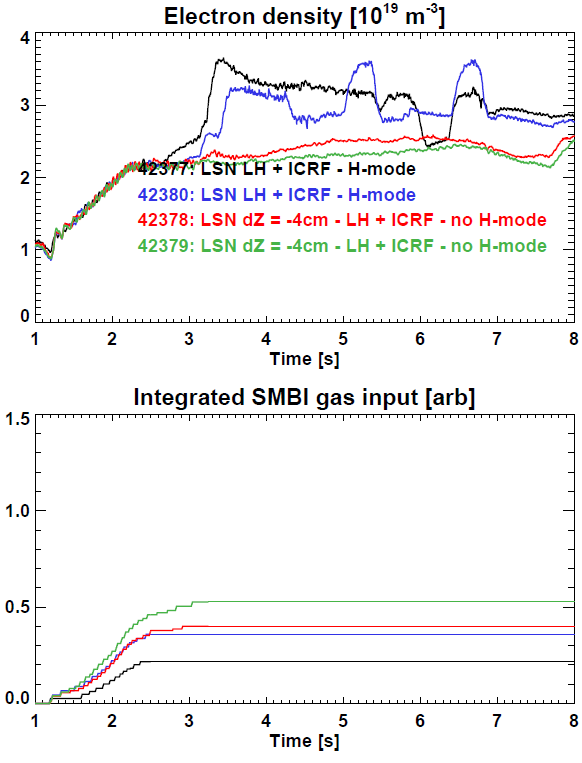 Electron density [10^19 m^-3]
4
3
2
1
0
42377: LSN LH + ICRF - H-mode
42380: LSN LH + ICRF - H-mode
42378: LSN dZ = -4cm - LH + ICRF - no H-mode
42379: LSN dZ = -4cm - LH + ICRF - no H-mode
1 2 3 4 5 6 7 8
Time [s]
Integrated SMBI gas input [arb]
1.5
1.0
0.5
0.0
1 2 3 4 5 6 7 8
Time [s]